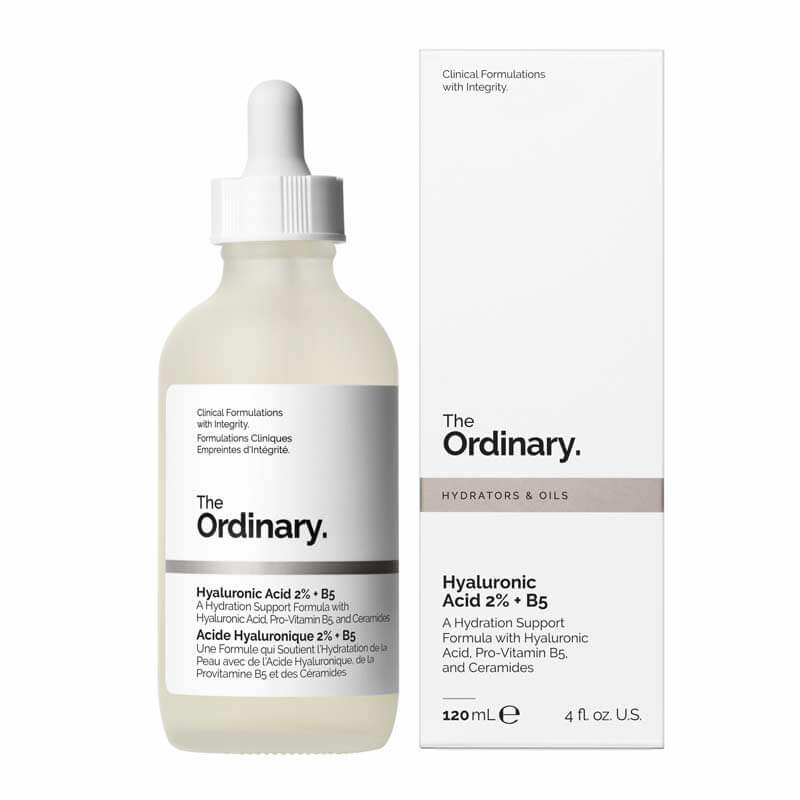 Clinical Formulations
with Integrity.
Formulations Cliniques
Empreintes d'Intégrité.
The
Ordinary.
Hyaluronic Acid 2% + B5
A Hydration Support Formula with
Hyaluronic Acid, Pro-Vitamin B5, and Ceramides
Acide Hyaluronique 2% + B5
Une Formule qui Soutient l'Hydratation de la
Peau avec de l'Acide Hyaluronique, de la
Provitamine B5 et des Céramides
Clinical Formulations
with Integrity.
The
Ordinary.
HYDRATORS & OILS
Hyaluronic
Acid 2% + B5
A Hydration Support
Formula with Hyaluronic
Acid, Pro-Vitamin B5,
and Ceramides
120 mL ℮ 4 fl. oz. U.S.